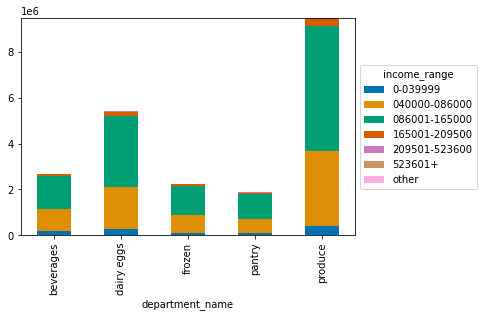 1e6
8
6
4
2
0
beverages
dairy eggs
frozen
pantry
produce
department_name
income_range
0-039999
040000-086000
086001-165000
165001-209500
209501-523600
523601+
other